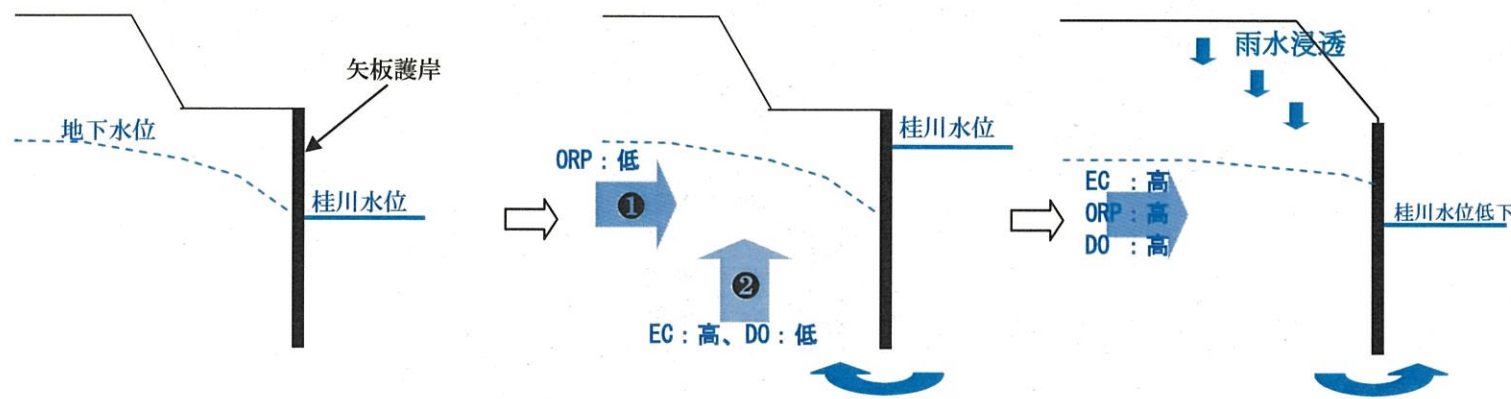 矢板護岸
地下水位
桂川水位
桂川水位
ORP：低
❶
❷
EC：高、DO：低
雨水浸透
EC ：高
ORP：高
DO ：高
桂川水位低下